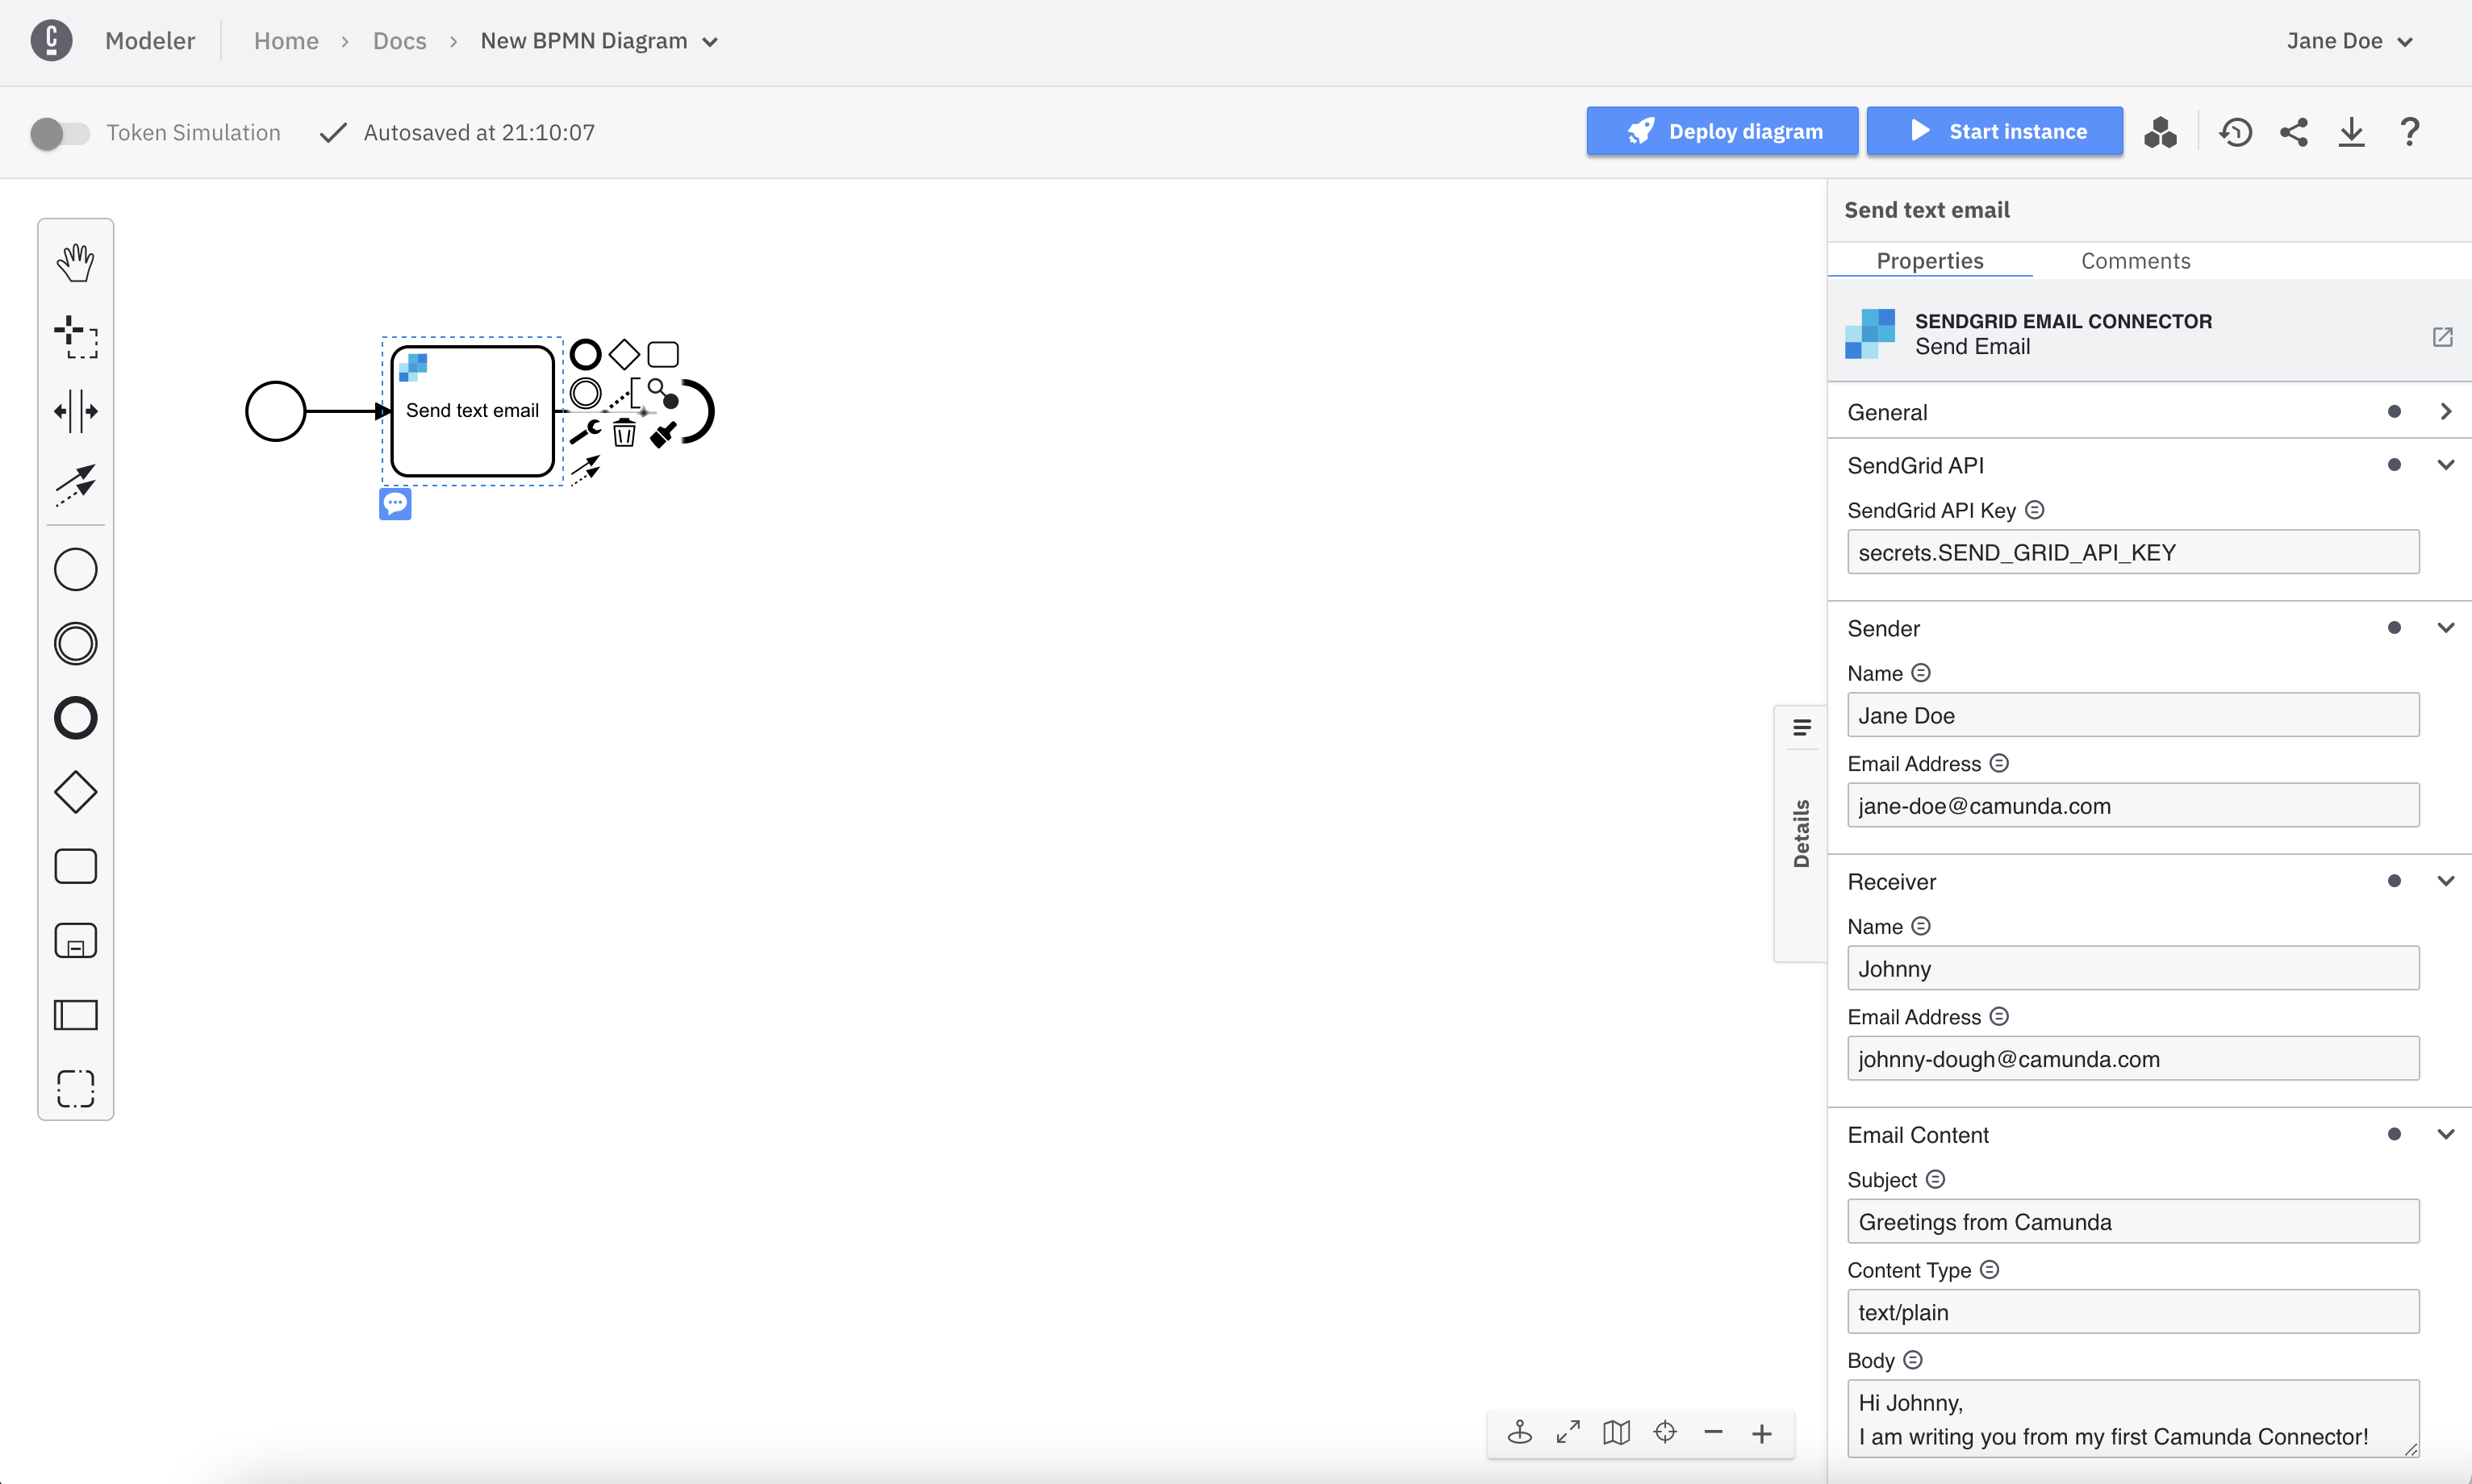 Modeler
Home > Docs > New BPMN Diagram
Jane Doe
Token Simulation
Autosaved at 21:10:07
Deploy diagram
Start instance
?
Send text email
Details
Send text email
Properties
Comments
SENDGRID EMAIL CONNECTOR
Send Email
General
SendGrid API
SendGrid API Key
secrets.SEND_GRID_API_KEY
Sender
Name
Jane Doe
Email Address
jane-doe@camunda.com
Receiver
Name
Johnny
Email Address
johnny-dough@camunda.com
Email Content
Subject
Greetings from Camunda
Content Type
text/plain
Body
Hi Johnny,
I am writing you from my first Camunda Connector!